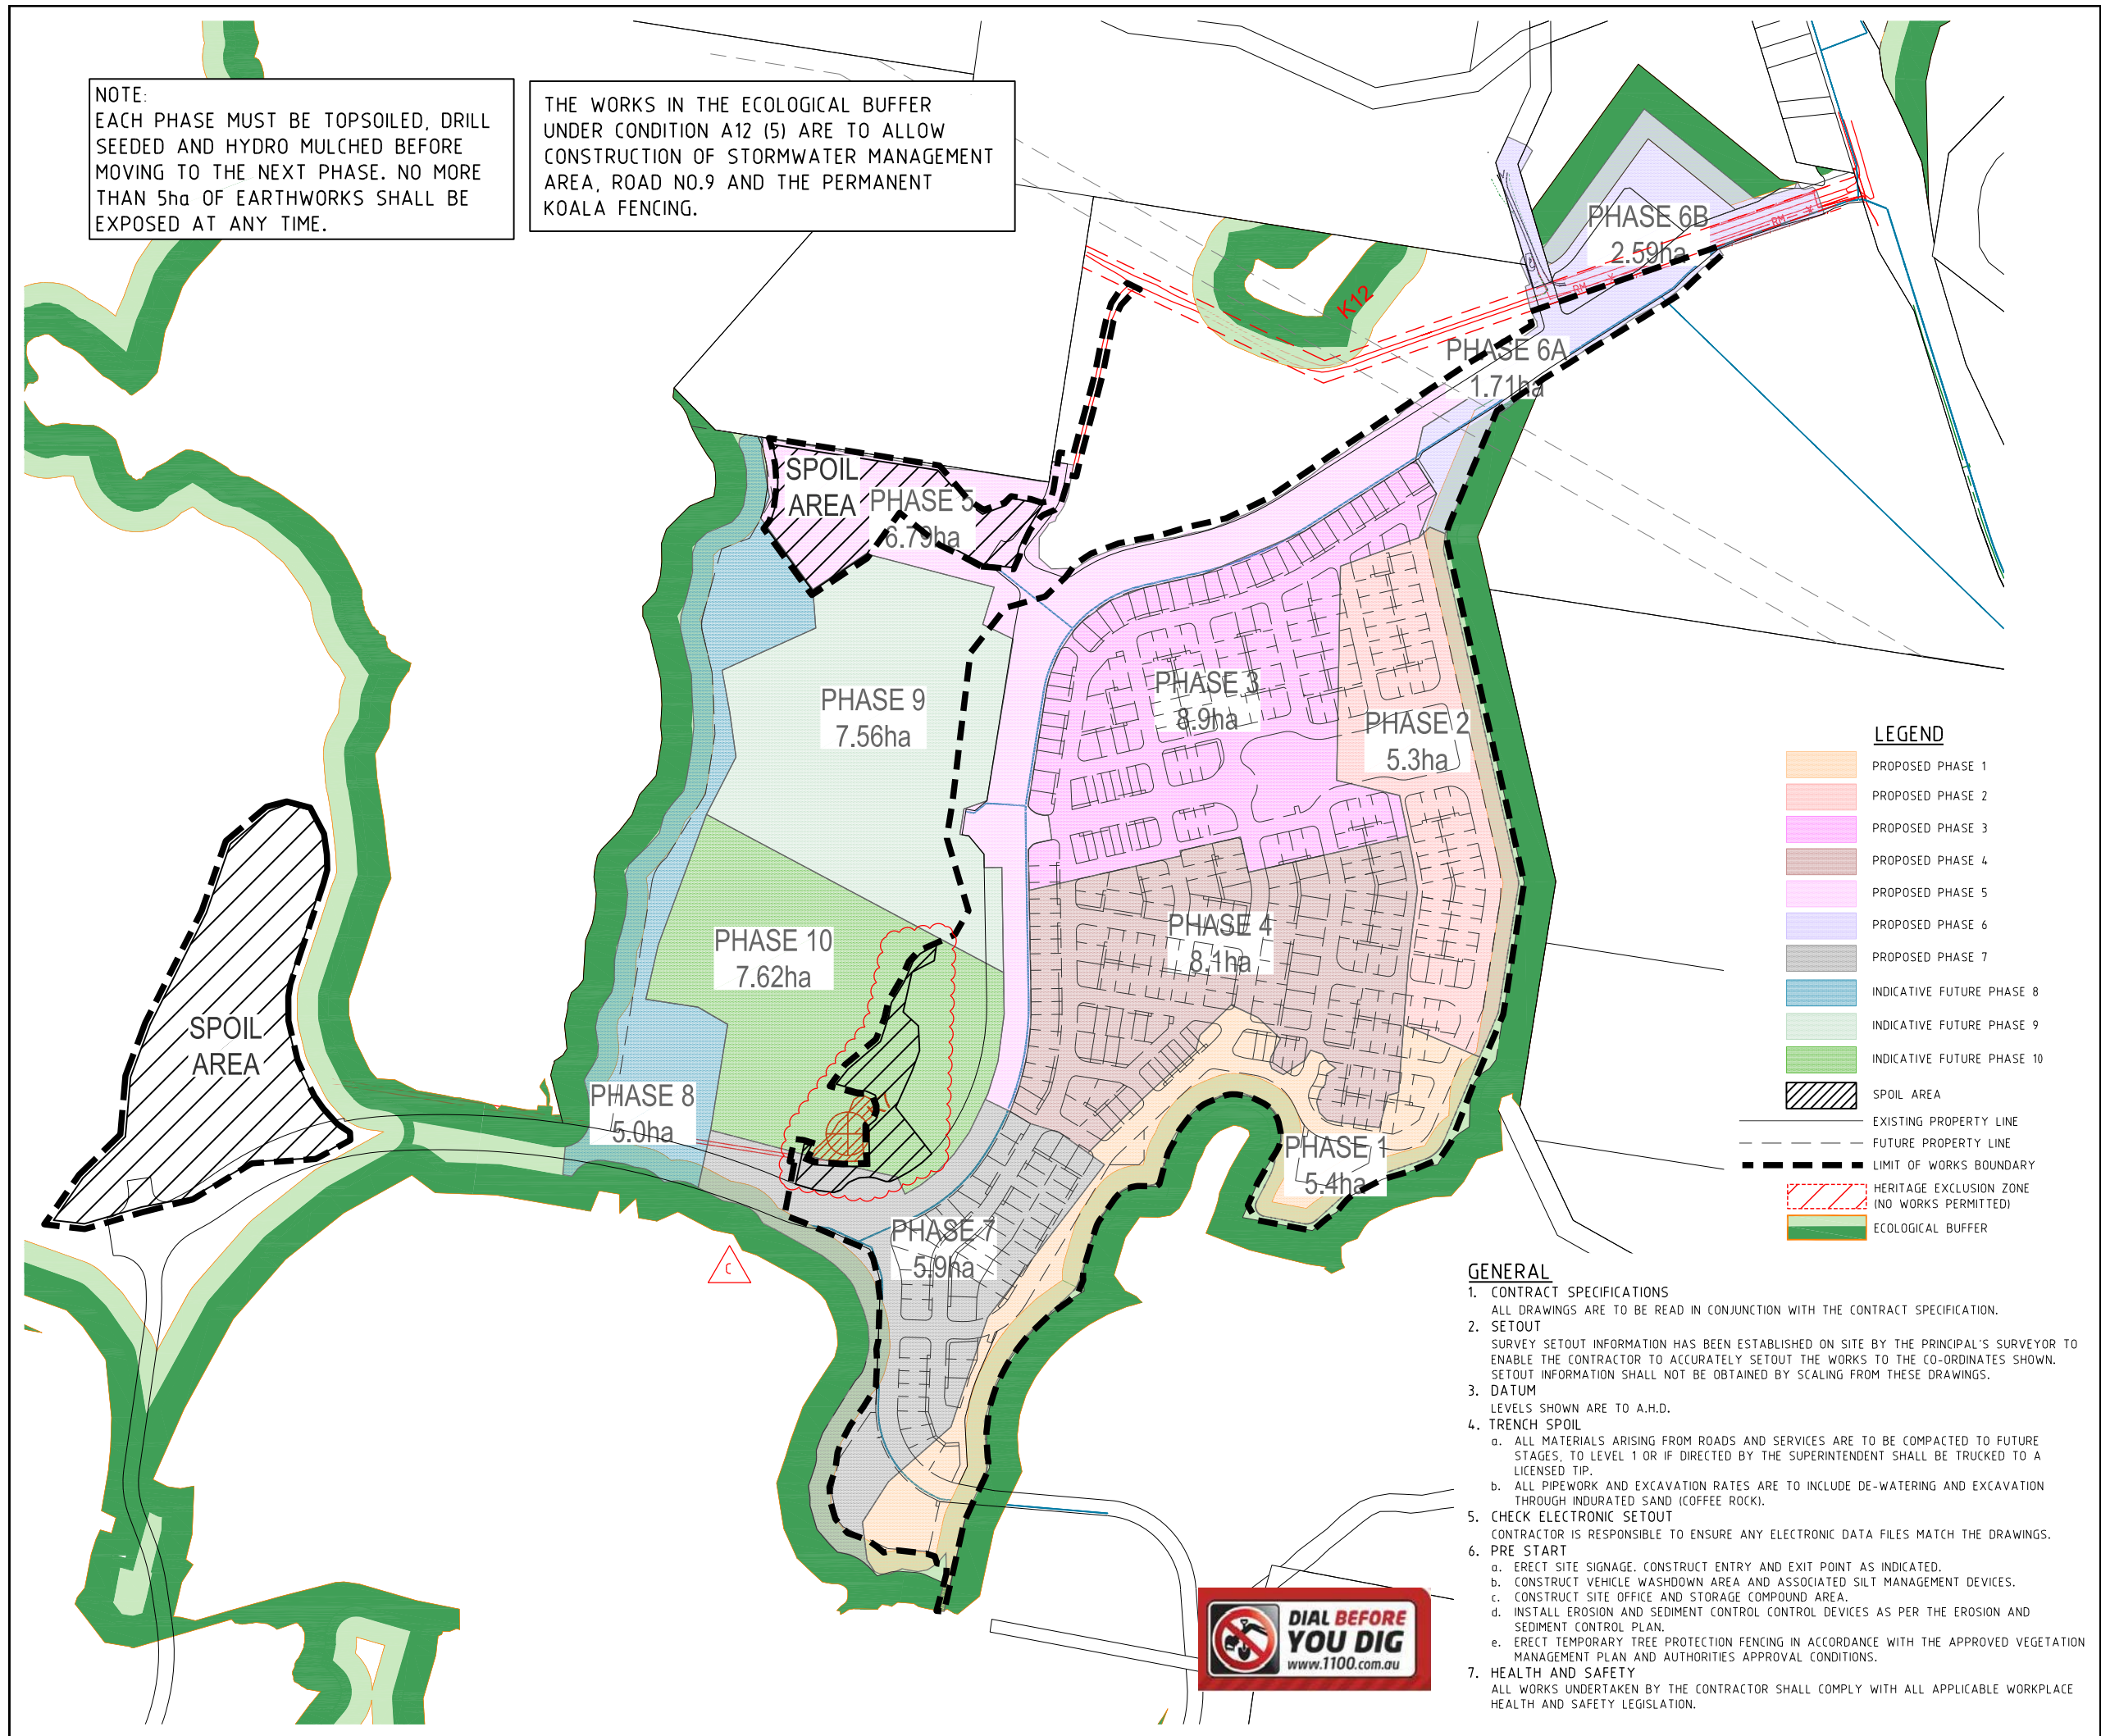 NOTE:
EACH PHASE MUST BE TOPSOILED, DRILL
SEEDED AND HYDRO MULCHED BEFORE
MOVING TO THE NEXT PHASE. NO MORE
THAN 5ha OF EARTHWORKS SHALL BE
EXPOSED AT ANY TIME.
THE WORKS IN THE ECOLOGICAL BUFFER
UNDER CONDITION A12 (5) ARE TO ALLOW
CONSTRUCTION OF STORMWATER MANAGEMENT
AREA, ROAD NO.9 AND THE PERMANENT
KOALA FENCING.
PHASE 6B
2.59ha
RM
RM
K12
PHASE 6A
1.71ha
SPOIL
AREA
PHASE 5
6.79ha
PHASE 9
7.56ha
PHASE 3
8.9ha
PHASE 2
5.3ha
PHASE 10
7.62ha
PHASE 4
8.1ha
SPOIL
AREA
PHASE 8
5.0ha
PHASE 1
5.4ha
PHASE 7
5.9ha
C
LEGEND
PROPOSED PHASE 1
PROPOSED PHASE 2
PROPOSED PHASE 3
PROPOSED PHASE 4
PROPOSED PHASE 5
PROPOSED PHASE 6
PROPOSED PHASE 7
INDICATIVE FUTURE PHASE 8
INDICATIVE FUTURE PHASE 9
INDICATIVE FUTURE PHASE 10
SPOIL AREA
EXISTING PROPERTY LINE
FUTURE PROPERTY LINE
LIMIT OF WORKS BOUNDARY
HERITAGE EXCLUSION ZONE
(NO WORKS PERMITTED)
ECOLOGICAL BUFFER
GENERAL
1. CONTRACT SPECIFICATIONS
ALL DRAWINGS ARE TO BE READ IN CONJUNCTION WITH THE CONTRACT SPECIFICATION.
2. SETOUT
SURVEY SETOUT INFORMATION HAS BEEN ESTABLISHED ON SITE BY THE PRINCIPAL'S SURVEYOR TO
ENABLE THE CONTRACTOR TO ACCURATELY SETOUT THE WORKS TO THE CO-ORDINATES SHOWN.
SETOUT INFORMATION SHALL NOT BE OBTAINED BY SCALING FROM THESE DRAWINGS.
3. DATUM
LEVELS SHOWN ARE TO A.H.D.
4. TRENCH SPOIL
a. ALL MATERIALS ARISING FROM ROADS AND SERVICES ARE TO BE COMPACTED TO FUTURE
STAGES, TO LEVEL 1 OR IF DIRECTED BY THE SUPERINTENDENT SHALL BE TRUCKED TO A
LICENSED TIP.
b. ALL PIPEWORK AND EXCAVATION RATES ARE TO INCLUDE DE-WATERING AND EXCAVATION
THROUGH INDURATED SAND (COFFEE ROCK).
5. CHECK ELECTRONIC SETOUT
CONTRACTOR IS RESPONSIBLE TO ENSURE ANY ELECTRONIC DATA FILES MATCH THE DRAWINGS.
6. PRE START
a. ERECT SITE SIGNAGE. CONSTRUCT ENTRY AND EXIT POINT AS INDICATED.
b. CONSTRUCT VEHICLE WASHDOWN AREA AND ASSOCIATED SILT MANAGEMENT DEVICES.
c. CONSTRUCT SITE OFFICE AND STORAGE COMPOUND AREA.
d. INSTALL EROSION AND SEDIMENT CONTROL CONTROL DEVICES AS PER THE EROSION AND
SEDIMENT CONTROL PLAN.
e. ERECT TEMPORARY TREE PROTECTION FENCING IN ACCORDANCE WITH THE APPROVED VEGETATION
MANAGEMENT PLAN AND AUTHORITIES APPROVAL CONDITIONS.
7. HEALTH AND SAFETY
ALL WORKS UNDERTAKEN BY THE CONTRACTOR SHALL COMPLY WITH ALL APPLICABLE WORKPLACE
HEALTH AND SAFETY LEGISLATION.
DIAL BEFORE
YOU DIG
www.1100.com.au